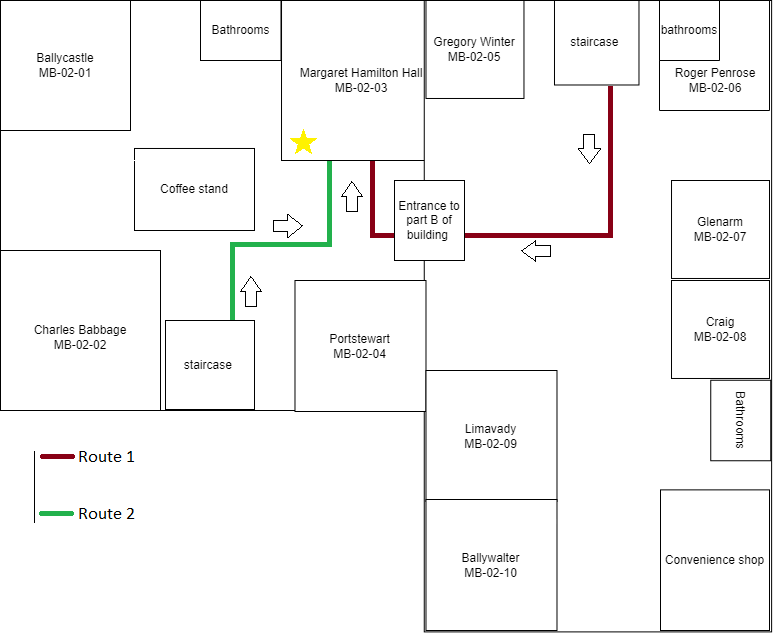 Ballycastle
MB-02-01
Bathrooms
Margaret Hamilton Hall
MB-02-03
Gregory Winter
MB-02-05
staircase
bathrooms
Roger Penrose
MB-02-06
Coffee stand
Entrance to
part B of
building
Glenarm
MB-02-07
Charles Babbage
MB-02-02
staircase
Portstewart
MB-02-04
Craig
MB-02-08
Bathrooms
Limavady
MB-02-09
Ballywalter
MB-02-10
Convenience shop
Route 1
Route 2